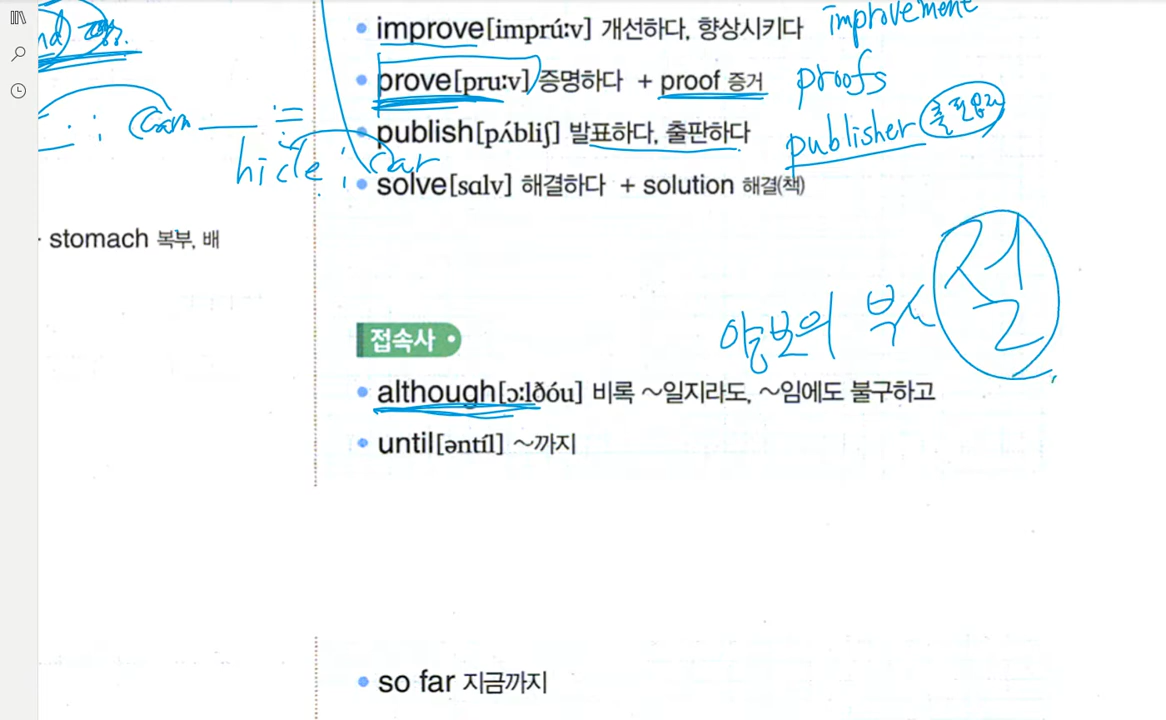 improve[imprúːv] 개선하다, 향상시키다 improvement
prove[pruːv] 증명하다 + proof 증거 proofs
publish[pʌ́bliʃ] 발표하다, 출판하다 publisher 출판업자
hicle : car
solve[sɑlv] 해결하다 + solution 해결(책)
· stomach 복부, 배
양보의 부사절
접속사
although[ɔːlðóu] 비록 ~일지라도, ~임에도 불구하고
until[əntíl] ~까지
so far 지금까지